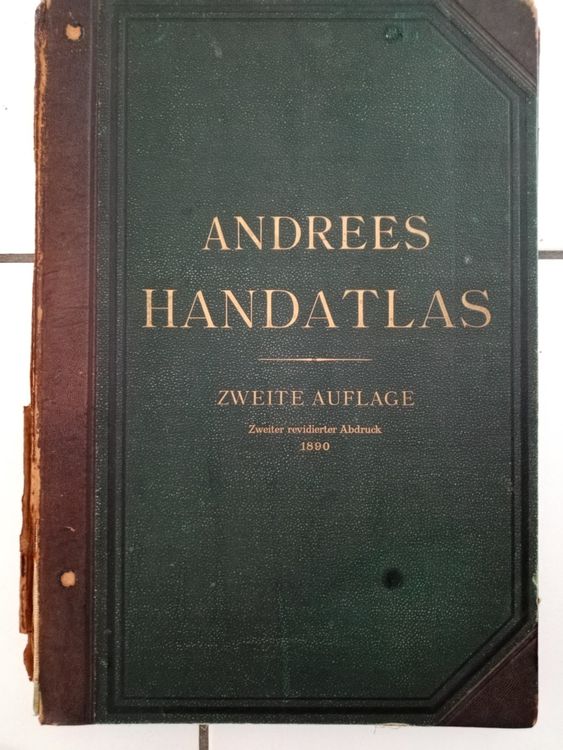 ANDREES
HANDATLAS
ZWEITE AUFLAGE
Zweiter revidierter Abdruck
1890